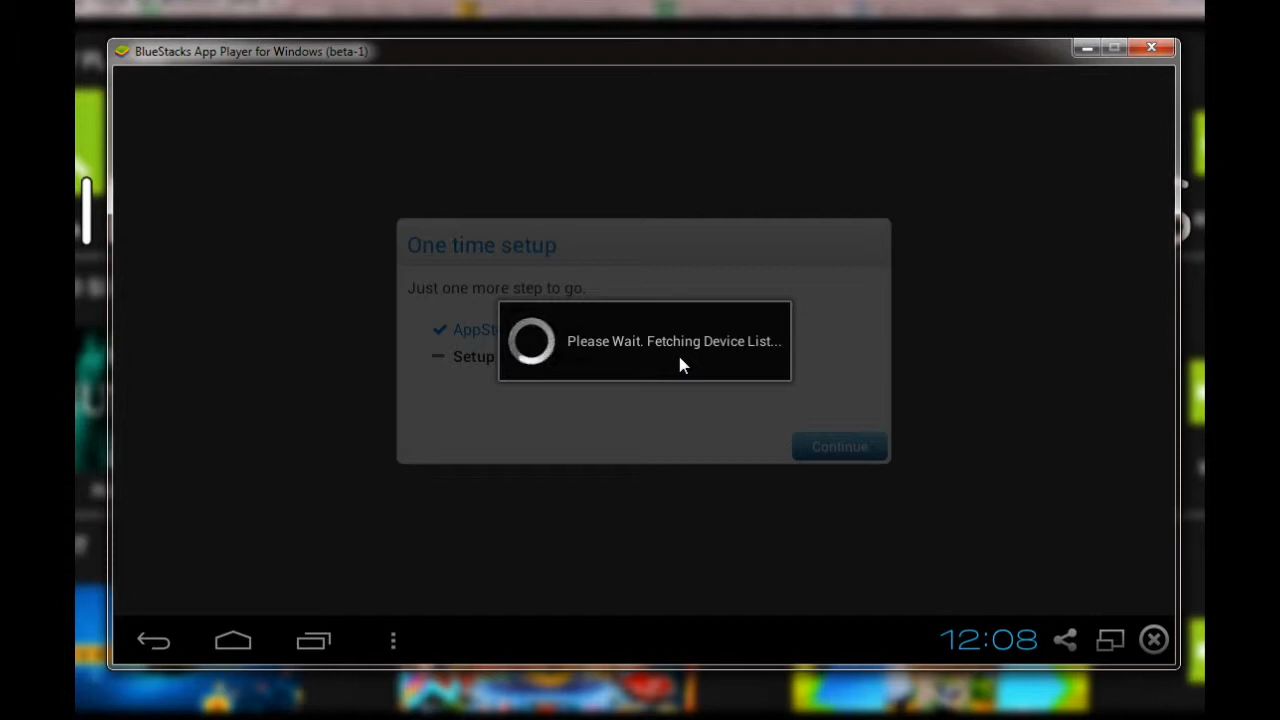 BlueStacks App Player for Windows (beta-1)
One time setup
Just one more step to go.
AppSt
Please Wait. Fetching Device List...
Setup
Continue
12:08